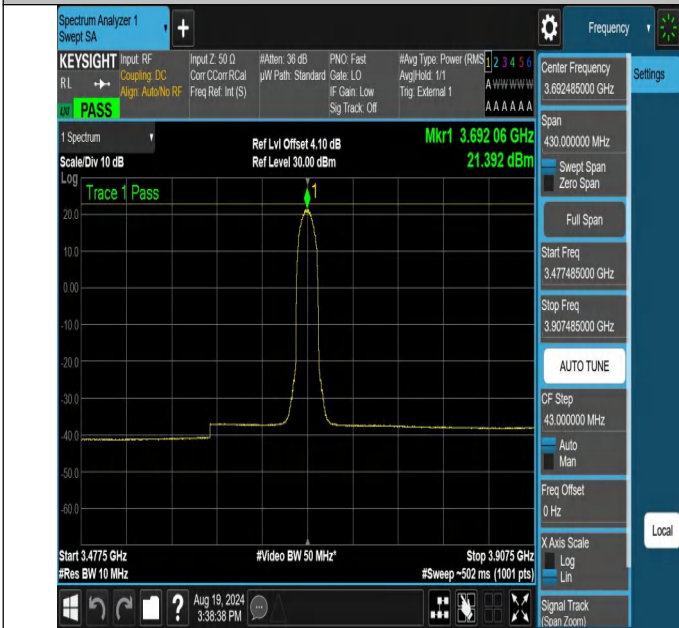 Spectrum Analyzer 1
Swept SA
+
Frequency
KEYSIGHT
RL
PASS
Input: RF
Coupling: DC
Align: Auto/No RF
Input Z: 50 Ω
Corr CCorr RCal
Freq Ref: Int (S)
#Atten: 36 dB
µW Path: Standard
PNO: Fast
Gate: LO
IF Gain: Low
Sig Track: Off
#Avg Type: Power (RMS
Avg|Hold: 1/1
Trig: External 1
1 2 3 4 5 6
A W W W W W
A A A A A A
1 Spectrum
Scale/Div 10 dB
Ref Lvl Offset 4.10 dB
Ref Level 30.00 dBm
Mkr1 3.692 06 GHz
21.392 dBm
Log
Trace 1 Pass
1
20.0
10.0
0.00
-10.0
-20.0
-30.0
-40.0
-50.0
-60.0
Start 3.4775 GHz
#Res BW 10 MHz
#Video BW 50 MHz*
Stop 3.9075 GHz
#Sweep ~502 ms (1001 pts)
?
Aug 19, 2024
3:38:38 PM
Center Frequency
3.692485000 GHz
Settings
Span
430.000000 MHz
Swept Span
Zero Span
Full Span
Start Freq
3.477485000 GHz
Stop Freq
3.907485000 GHz
AUTO TUNE
CF Step
43.000000 MHz
Auto
Man
Freq Offset
0 Hz
Local
X Axis Scale
Log
Lin
Signal Track
(Span Zoom)